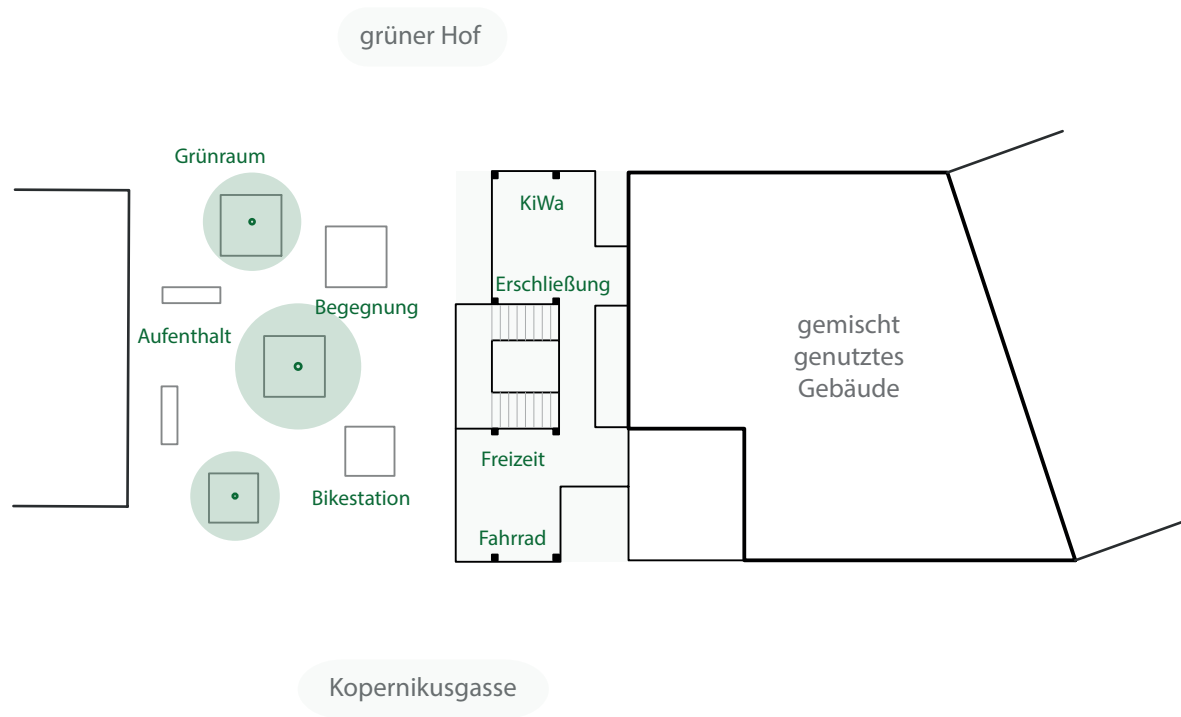 grüner Hof
Grünraum
KiWa
Erschließung
Begegnung
Aufenthalt
gemischt
genutztes
Gebäude
Freizeit
Bikestation
Fahrrad
Kopernikusgasse